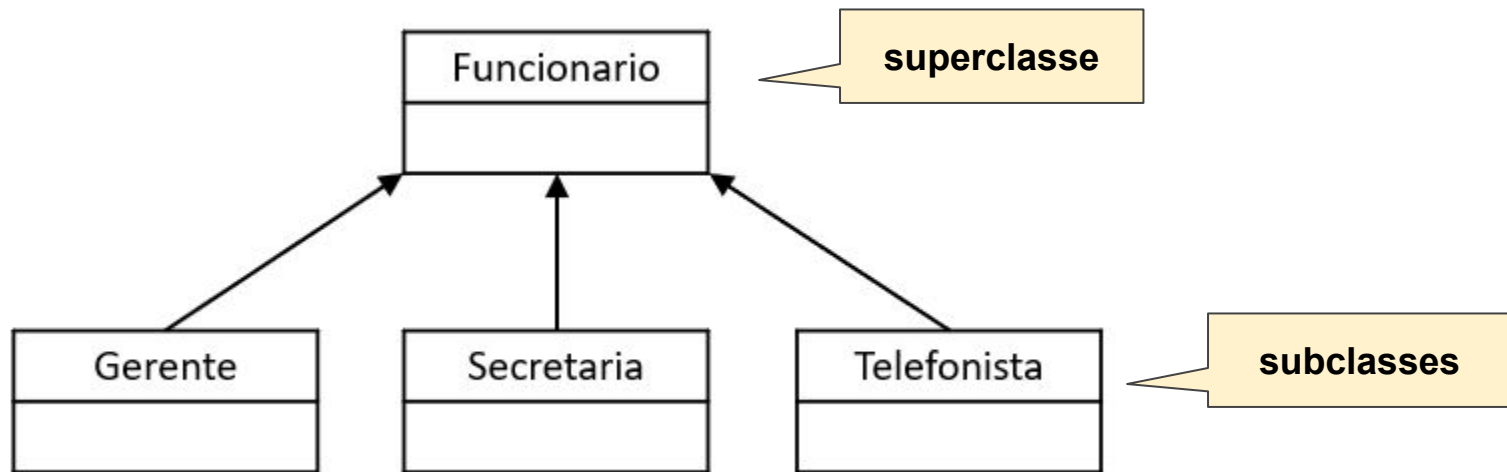 Funcionario
superclasse
Gerente
Secretaria
Telefonista
subclasses